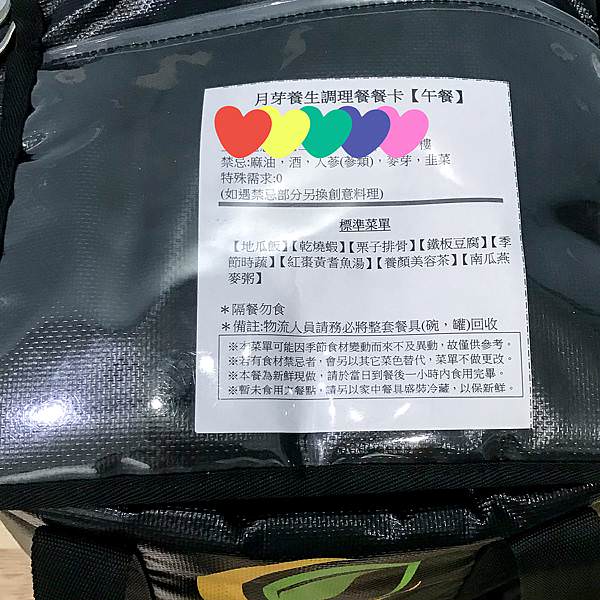 月芽養生調理餐餐卡【午餐】
樓
禁忌:麻油，酒，人蔘(參類)，麥芽，韭菜
特殊需求:0
(如遇禁忌部分另換創意料理)
標準菜單
【地瓜飯】【乾燒蝦】【栗子排骨】【鐵板豆腐】【季
節時蔬】【紅棗黃耆魚湯】【養顏美容茶】【南瓜燕
麥粥】
＊隔餐勿食
＊備註:物流人員請務必將整套餐具(碗，罐)回收
※本菜單可能因季節食材變動而來不及異動，故僅供參考。
※若有食材禁忌者，會另以其它菜色替代，菜單不做更改。
※本餐為新鮮現做，請於當日到餐後一小時內食用完畢。
※暫未食用之餐點，請另以家中餐具盛裝冷藏，以保新鮮。